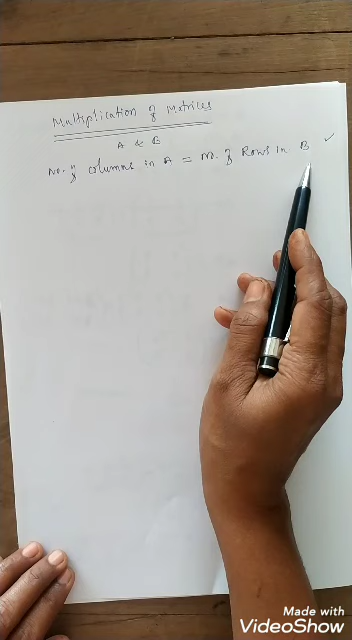 Multiplication of Matrices
A & B
No. of columns in A = No. of Rows in B ✓
Made with
VideoShow